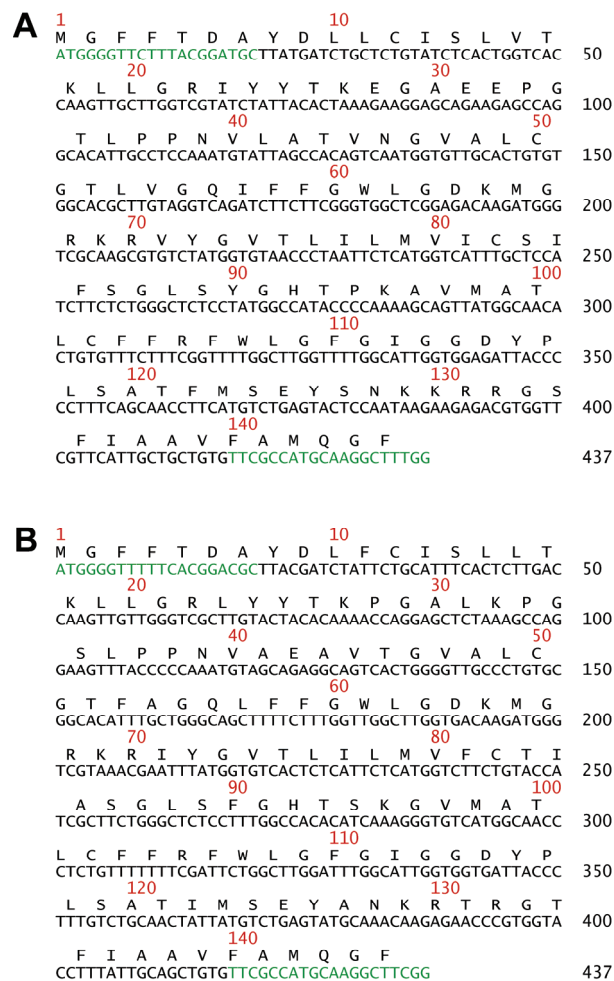 A
1 10
M G F F T D A Y D L L C I S L V T
ATGGGGTTCTTTACGGATGCTTATGATCTGCTCTGTATCTCACTGGTCAC 50
20 30
K L L G R I Y Y T K E G A E E P G
CAAGTTGCTTGGTCGTATCTATTACACTAAAGAAGGAGCAGAAGAGCCAG 100
40 50
T L P P N V L A T V N G V A L C
GCACATTGCCTCCAAATGTATTAGCCACAGTCAATGGTGTTGCACTGTGT 150
60
G T L V G Q I F F G W L G D K M G
GGCACGCTTGTAGGTCAGATCTTCTTCGGGTGGCTCGGAGACAAGATGGG 200
70 80
R K R V Y G V T L I L M V I C S I
TCGCAAGCGTGTCTATGGTGTAACCCTAATTCTCATGGTCATTTGCTCCA 250
90 100
F S G L S Y G H T P K A V M A T
TCTTCTCTGGGCTCTCCTATGGCCATACCCCAAAAGCAGTTATGGCAACA 300
110
L C F F R F W L G F G I G G D Y P
CTGTGTTTCTTTCGGTTTTGGCTTGGTTTTGGCATTGGTGGAGATTACCC 350
120 130
L S A T F M S E Y S N K K R R G S
CCTTTCAGCAACCTTCATGTCTGAGTACTCCAATAAGAAGAGACGTGGTT 400
140
F I A A V F A M Q G F
CGTTCATTGCTGCTGTGTTCGCCATGCAAGGCTTTGG 437
B
1 10
M G F F T D A Y D L F C I S L L T
ATGGGGTTTTTCACGGACGCTTACGATCTATTCTGCATTTCACTCTTGAC 50
20 30
K L L G R L Y Y T K P G A L K P G
CAAGTTGTTGGGTCGCTTGTACTACACAAAACCAGGAGCTCTAAAGCCAG 100
40 50
S L P P N V A E A V T G V A L C
GAAGTTTACCCCCAAATGTAGCAGAGGCAGTCACTGGGGTTGCCCTGTGC 150
60
G T F A G Q L F F G W L G D K M G
GGCACATTTGCTGGGCAGCTTTTCTTTGGTTGGCTTGGTGACAAGATGGG 200
70 80
R K R I Y G V T L I L M V F C T I
TCGTAAACGAATTTATGGTGTCACTCTCATTCTCATGGTCTTCTGTACCA 250
90 100
A S G L S F G H T S K G V M A T
TCGCTTCTGGGCTCTCCTTTGGCCACACATCAAAGGGTGTCATGGCAACC 300
110
L C F F R F W L G F G I G G D Y P
CTCTGTTTTTTTCGATTCTGGCTTGGATTTGGCATTGGTGGTGATTACCC 350
120 130
L S A T I M S E Y A N K R T R G T
TTTGTCTGCAACTATTATGTCTGAGTATGCAAACAAGAGAACCCGTGGTA 400
140
F I A A V F A M Q G F
CCTTTATTGCAGCTGTGTTCGCCATGCAAGGCTTCGG 437